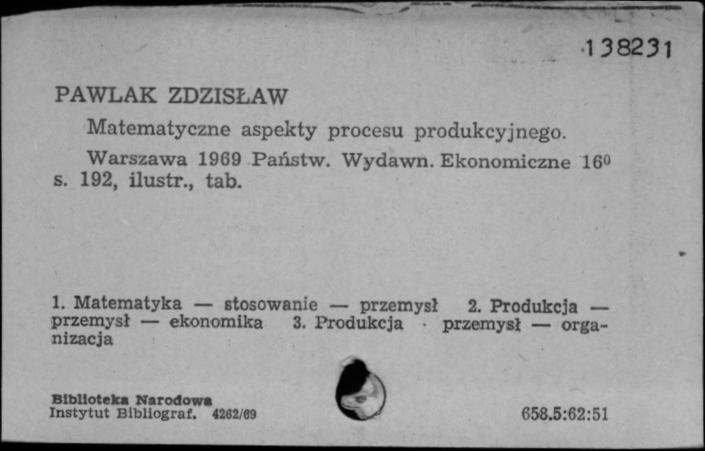 138231
PAWLAK ZDZISŁAW
Matematyczne aspekty procesu produkcyjnego.
Warszawa 1969 Państw. Wydawn. Ekonomiczne 16⁰
s. 192, ilustr., tab.
1. Matematyka — stosowanie — przemysł 2. Produkcja —
przemysł — ekonomika 3. Produkcja · przemysł — orga-
nizacja
Biblioteka Narodowa
Instytut Bibliograf. 4262/69
658.5:62:51